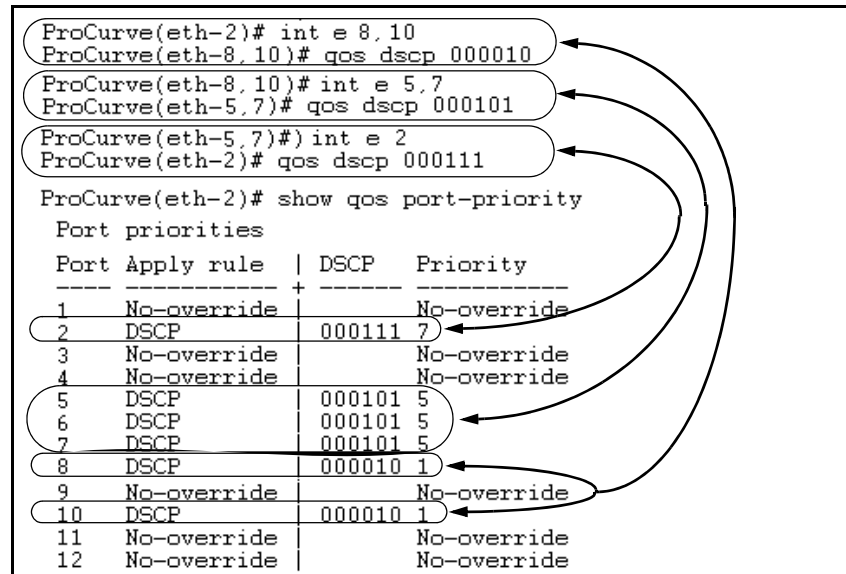 ProCurve(eth-2)# int e 8,10
ProCurve(eth-8,10)# qos dscp 000010
ProCurve(eth-8,10)# int e 5,7
ProCurve(eth-5,7)# qos dscp 000101
ProCurve(eth-5,7)#) int e 2
ProCurve(eth-2)# qos dscp 000111
ProCurve(eth-2)# show qos port-priority
Port priorities
Port Apply rule | DSCP Priority
---- ----------- + ------ ------------
1 No-override | No-override
2 DSCP | 000111 7
3 No-override | No-override
4 No-override | No-override
5 DSCP | 000101 5
6 DSCP | 000101 5
7 DSCP | 000101 5
8 DSCP | 000010 1
9 No-override | No-override
10 DSCP | 000010 1
11 No-override | No-override
12 No-override | No-override